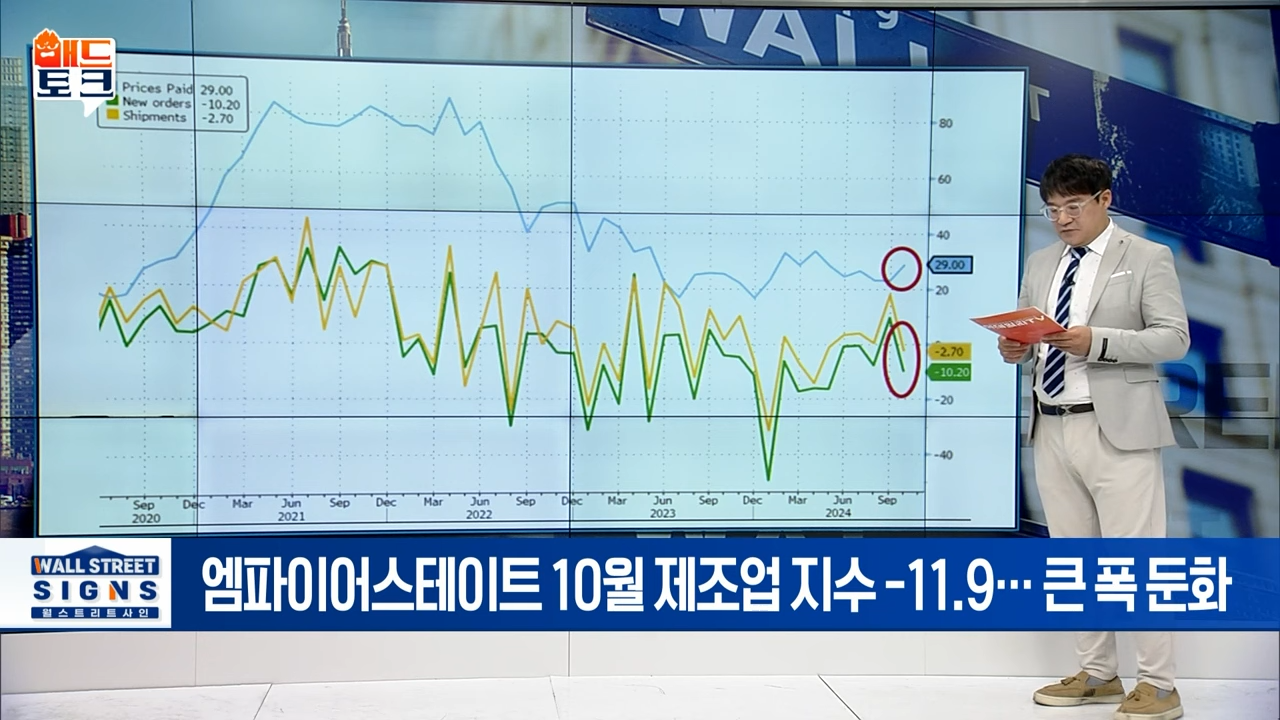 매드
토크
WALL
Prices Paid 29.00
New orders -10.20
Shipments -2.70
80
60
40
20
-20
-40
29.00
-2.70
-10.20
Sep Dec Mar Jun Sep Dec Mar Jun Sep Dec Mar Jun Sep Dec Mar Jun Sep
2020 2021 2022 2023 2024
WALL STREET
SIGNS
월스트리트사인
엠파이어스테이트 10월 제조업 지수 -11.9… 큰 폭 둔화